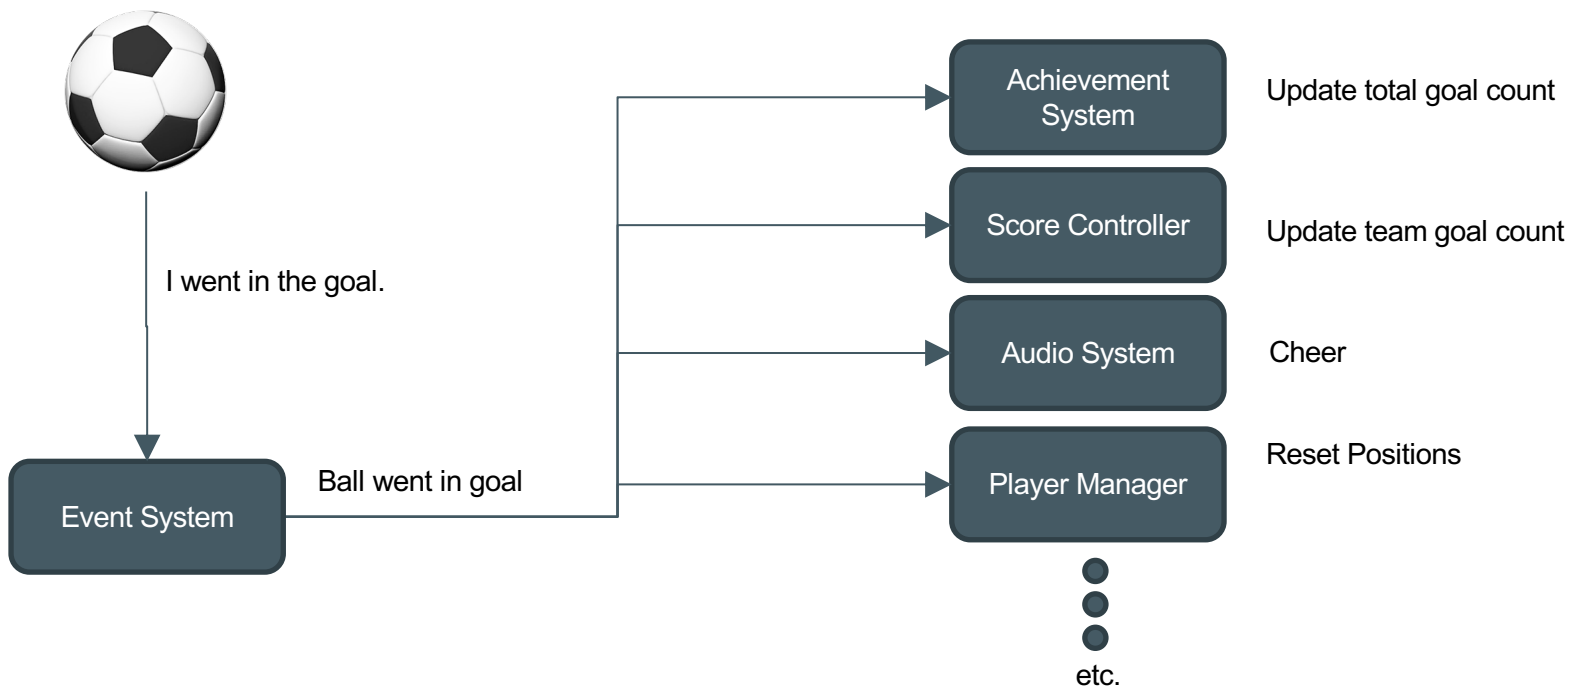 Achievement
System
Update total goal count
Score Controller
Update team goal count
I went in the goal.
Audio System
Cheer
Ball went in goal
Player Manager
Reset Positions
Event System
etc.